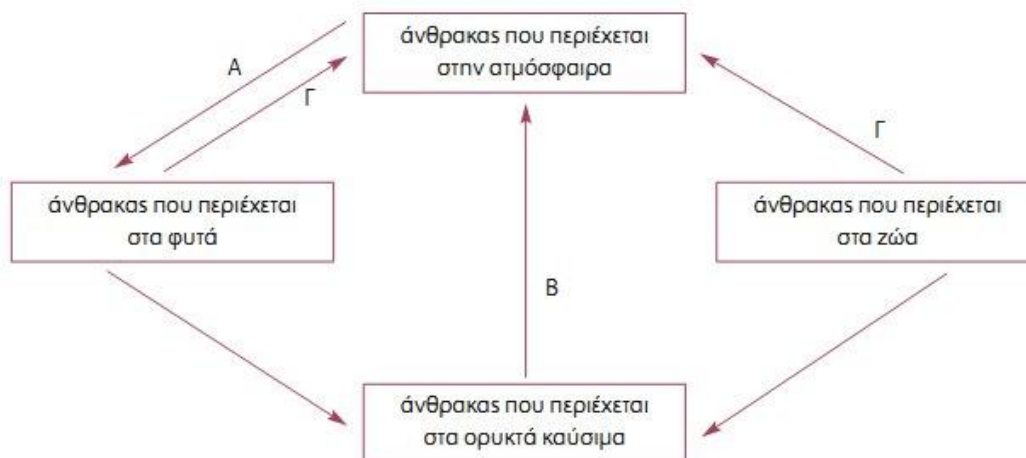 άνθρακας που περιέχεται
στην ατμόσφαιρα
Α
Γ
Γ
άνθρακας που περιέχεται
στα φυτά
άνθρακας που περιέχεται
στα ζώα
Β
άνθρακας που περιέχεται
στα ορυκτά καύσιμα